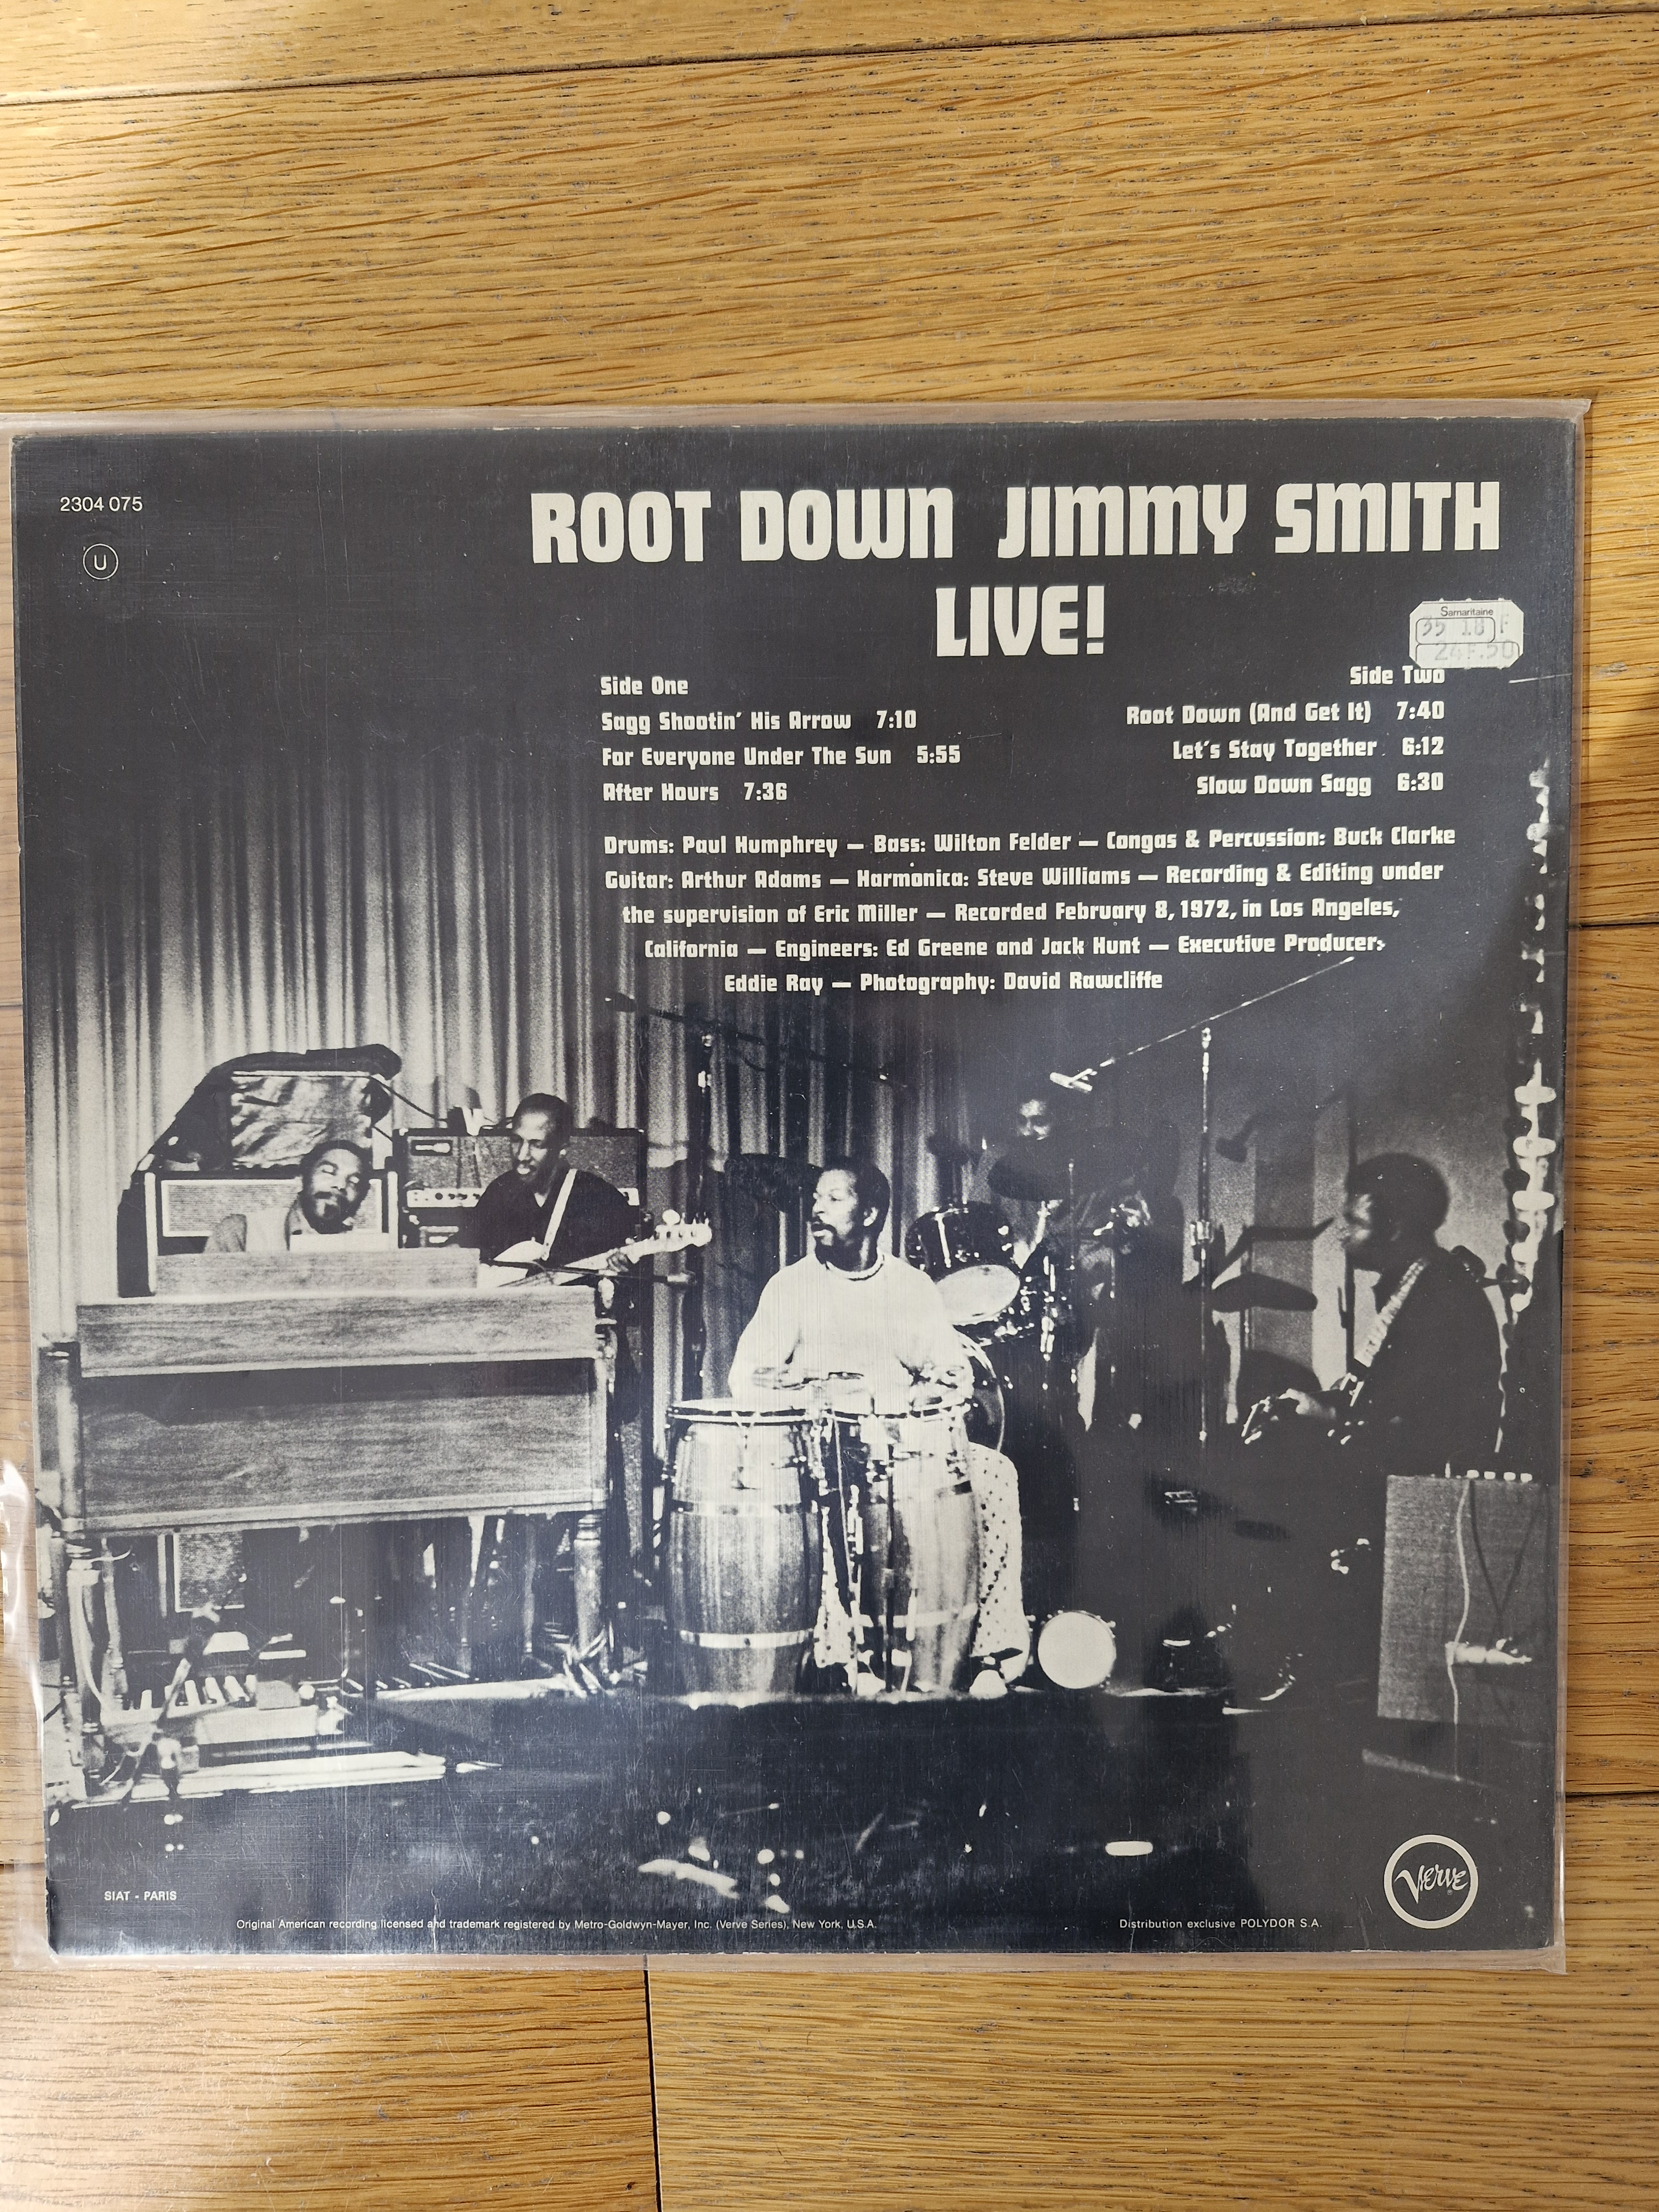 2304 075
U
ROOT DOWN JIMMY SMITH
LIVE!
Samaritaine
35 18 F
24F.50
Side One
Sagg Shootin' His Arrow 7:10
For Everyone Under The Sun 5:55
After Hours 7:36
Side Two
Root Down (And Get It) 7:40
Let's Stay Together 6:12
Slow Down Sagg 6:30
Drums: Paul Humphrey — Bass: Wilton Felder — Congas & Percussion: Buck Clarke
Guitar: Arthur Adams — Harmonica: Steve Williams — Recording & Editing under
the supervision of Eric Miller — Recorded February 8, 1972, in Los Angeles,
California — Engineers: Ed Greene and Jack Hunt — Executive Producer:
Eddie Ray — Photography: David Rawcliffe
SIAT - PARIS
Original American recording licensed and trademark registered by Metro-Goldwyn-Mayer, Inc. (Verve Series), New York, U.S.A.
Distribution exclusive POLYDOR S.A.
Verve